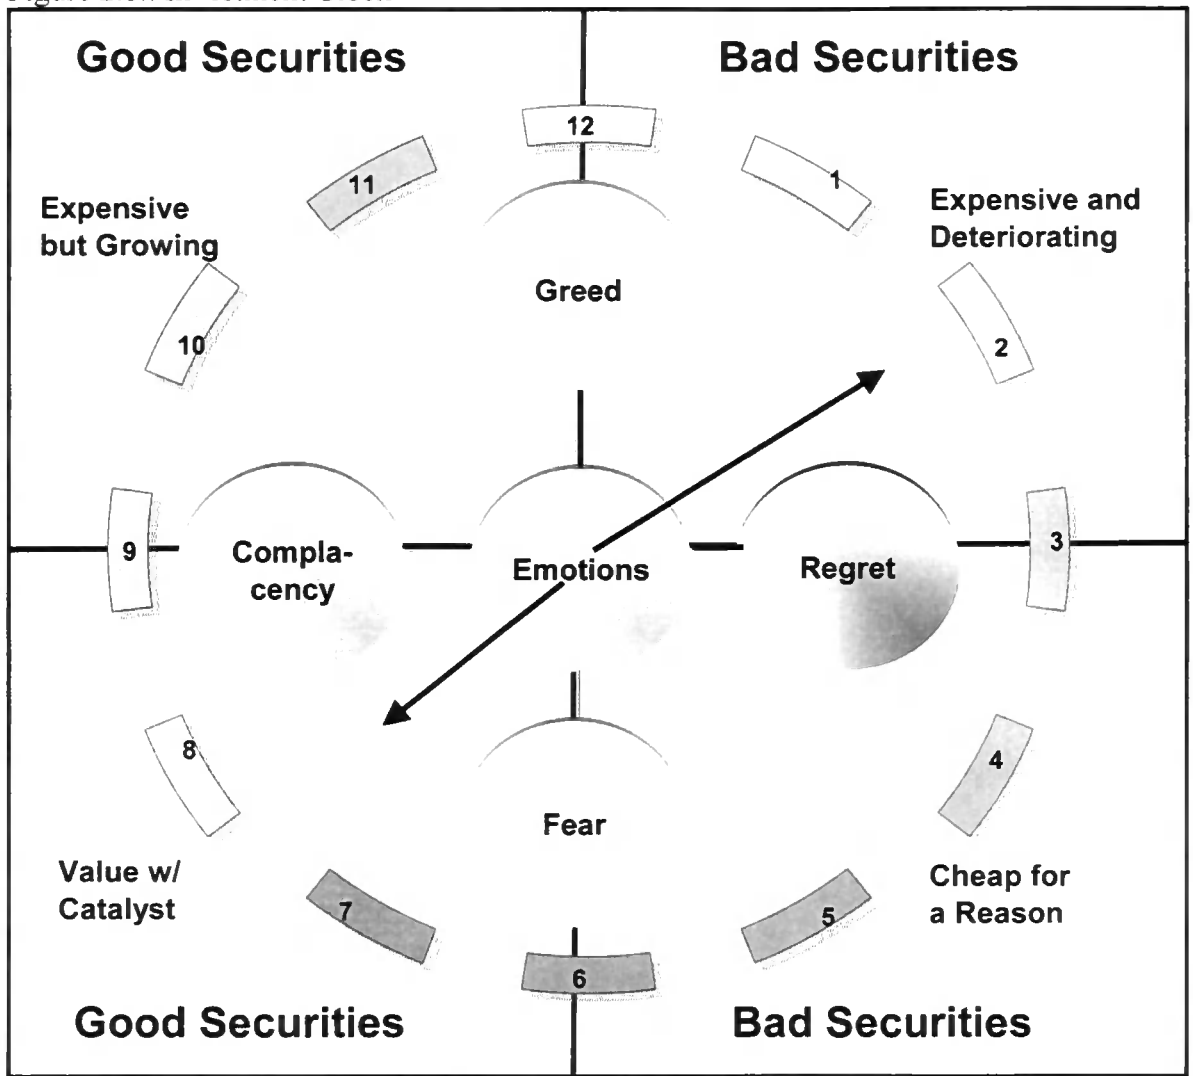 Good Securities
Bad Securities
12
11
1
Expensive
but Growing
Expensive and
Deteriorating
Greed
10
2
9
Compla-
cency
Emotions
Regret
3
8
4
Fear
Value w/
Catalyst
Cheap for
a Reason
7
5
6
Good Securities
Bad Securities